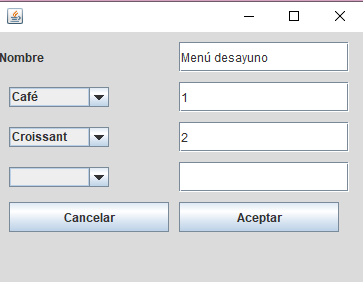 Nombre Menú desayuno
Café 1
Croissant 2
Cancelar Aceptar